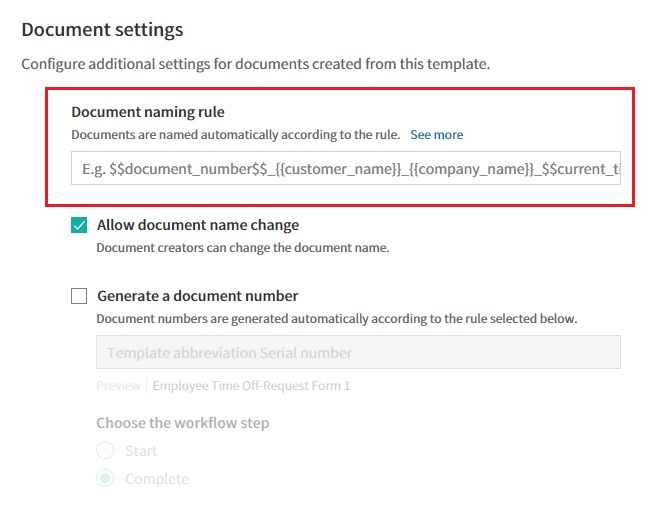 Document settings
Configure additional settings for documents created from this template.
Document naming rule
Documents are named automatically according to the rule. See more
E.g. $$document_number$$_{{customer_name}}_{{company_name}}_$$current_ti
Allow document name change
Document creators can change the document name.
Generate a document number
Document numbers are generated automatically according to the rule selected below.
Template abbreviation Serial number
Preview | Employee Time Off-Request Form 1
Choose the workflow step
Start
Complete